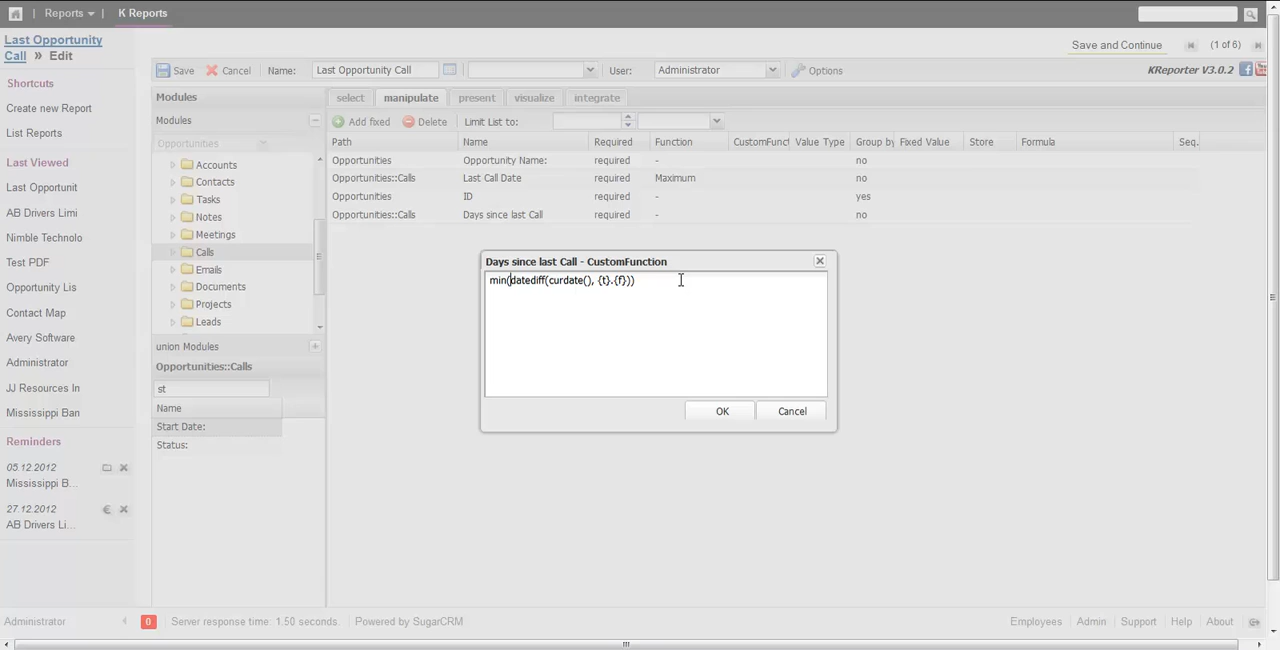 Reports
K Reports
Last Opportunity
Call » Edit
Save and Continue
(1 of 6)
Save
Cancel
Name:
Last Opportunity Call
User:
Administrator
Options
KReporter V3.0.2
Shortcuts
Create new Report
List Reports
Last Viewed
Last Opportunit
AB Drivers Limi
Nimble Technolo
Test PDF
Opportunity Lis
Contact Map
Avery Software
Administrator
JJ Resources In
Mississippi Ban
Reminders
05.12.2012
Mississippi B...
27.12.2012
AB Drivers Li...
Modules
Modules
Opportunities
Accounts
Contacts
Tasks
Notes
Meetings
Calls
Emails
Documents
Projects
Leads
union Modules
Opportunities::Calls
st
Name
Start Date:
Status:
select
manipulate
present
visualize
integrate
Add fixed
Delete
Limit List to:
Path Name Required Function CustomFunct Value Type Group by Fixed Value Store Formula Seq.
Opportunities Opportunity Name: required - no
Opportunities::Calls Last Call Date required Maximum no
Opportunities ID required - yes
Opportunities::Calls Days since last Call required - no
Days since last Call - CustomFunction
min(datediff(curdate(), {t}.{f}))
OK
Cancel
Administrator
0
Server response time: 1.50 seconds.
Powered by SugarCRM
Employees
Admin
Support
Help
About